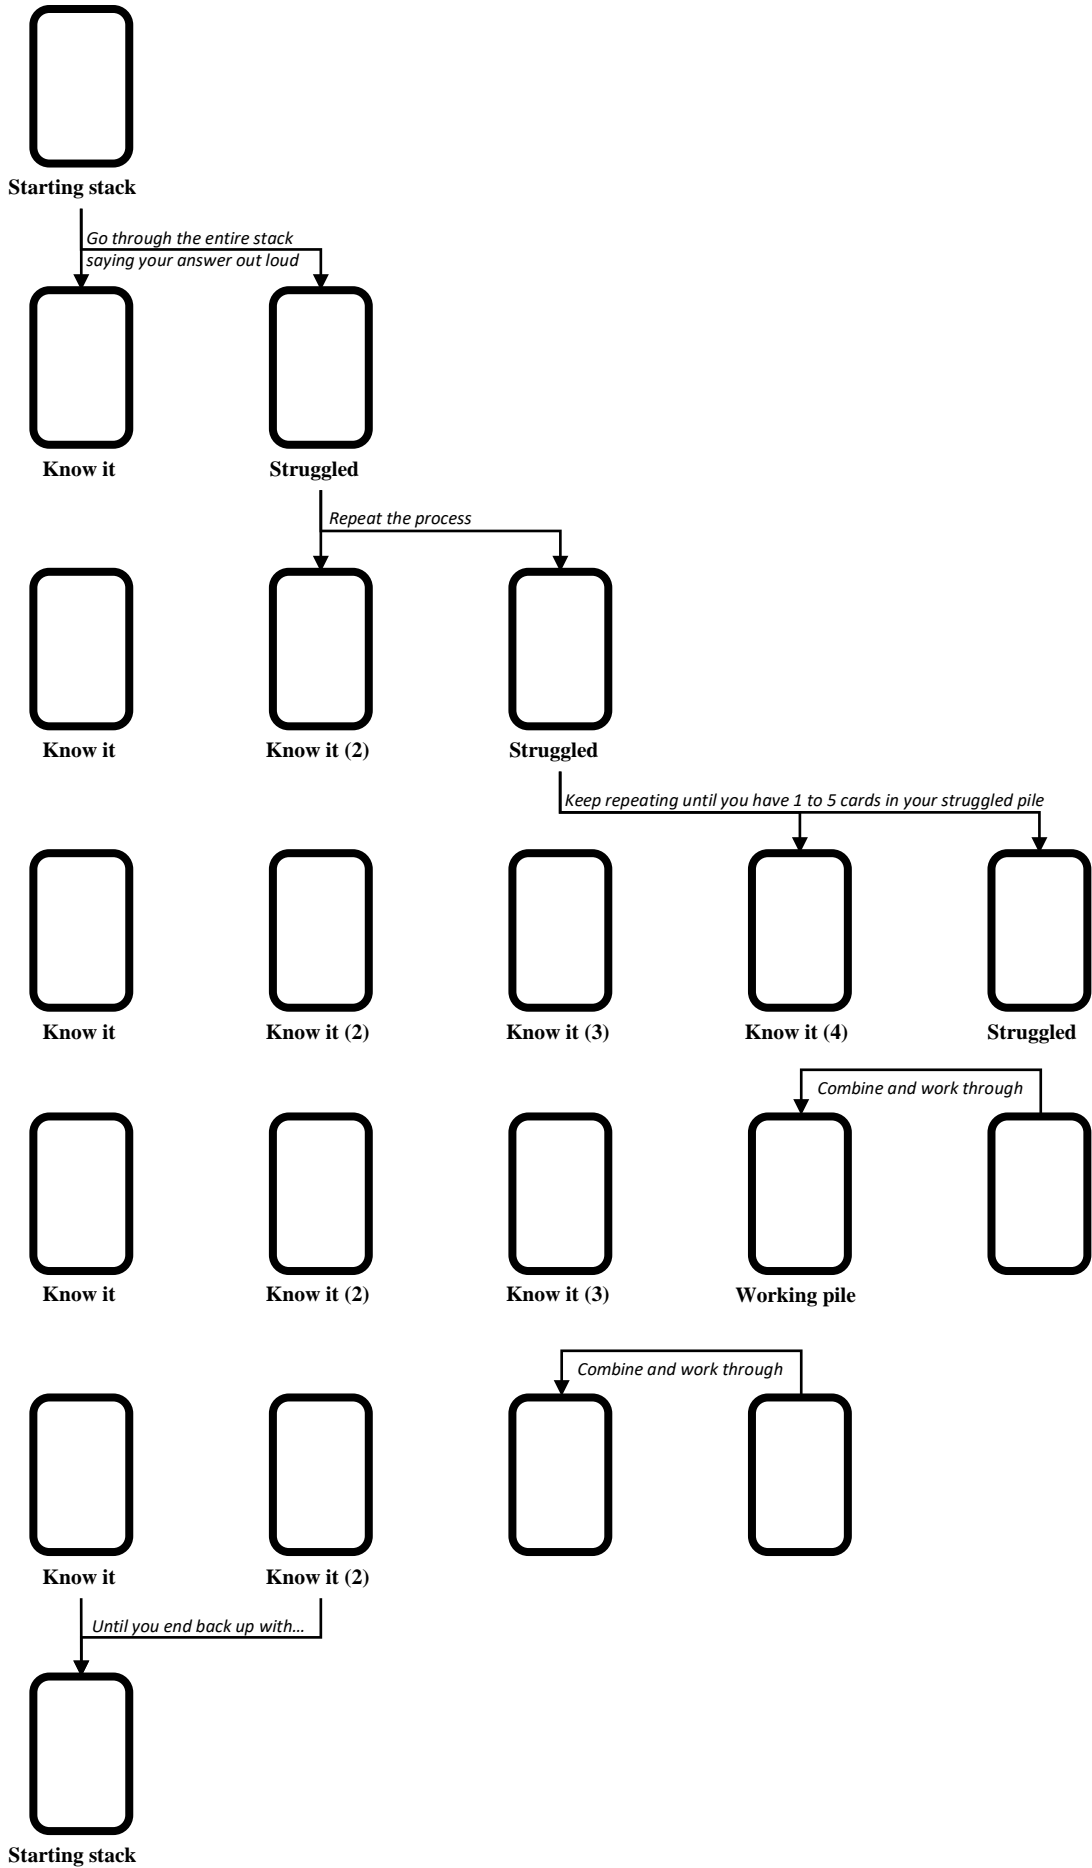 Starting stack
Go through the entire stack
saying your answer out loud
Know it
Struggled
Repeat the process
Know it
Know it (2)
Struggled
Keep repeating until you have 1 to 5 cards in your struggled pile
Know it
Know it (2)
Know it (3)
Know it (4)
Struggled
Combine and work through
Know it
Know it (2)
Know it (3)
Working pile
Combine and work through
Know it
Know it (2)
Until you end back up with…
Starting stack